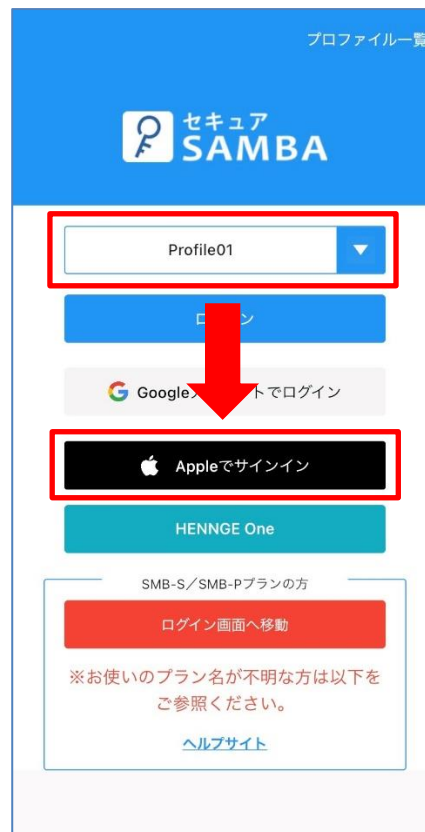 プロファイル一覧
セキュア
SAMBA
Profile01
ン
Google トでログイン
Appleでサインイン
HENNGE One
SMB-S／SMB-Pプランの方
ログイン画面へ移動
※お使いのプラン名が不明な方は以下を
ご参照ください。
ヘルプサイト